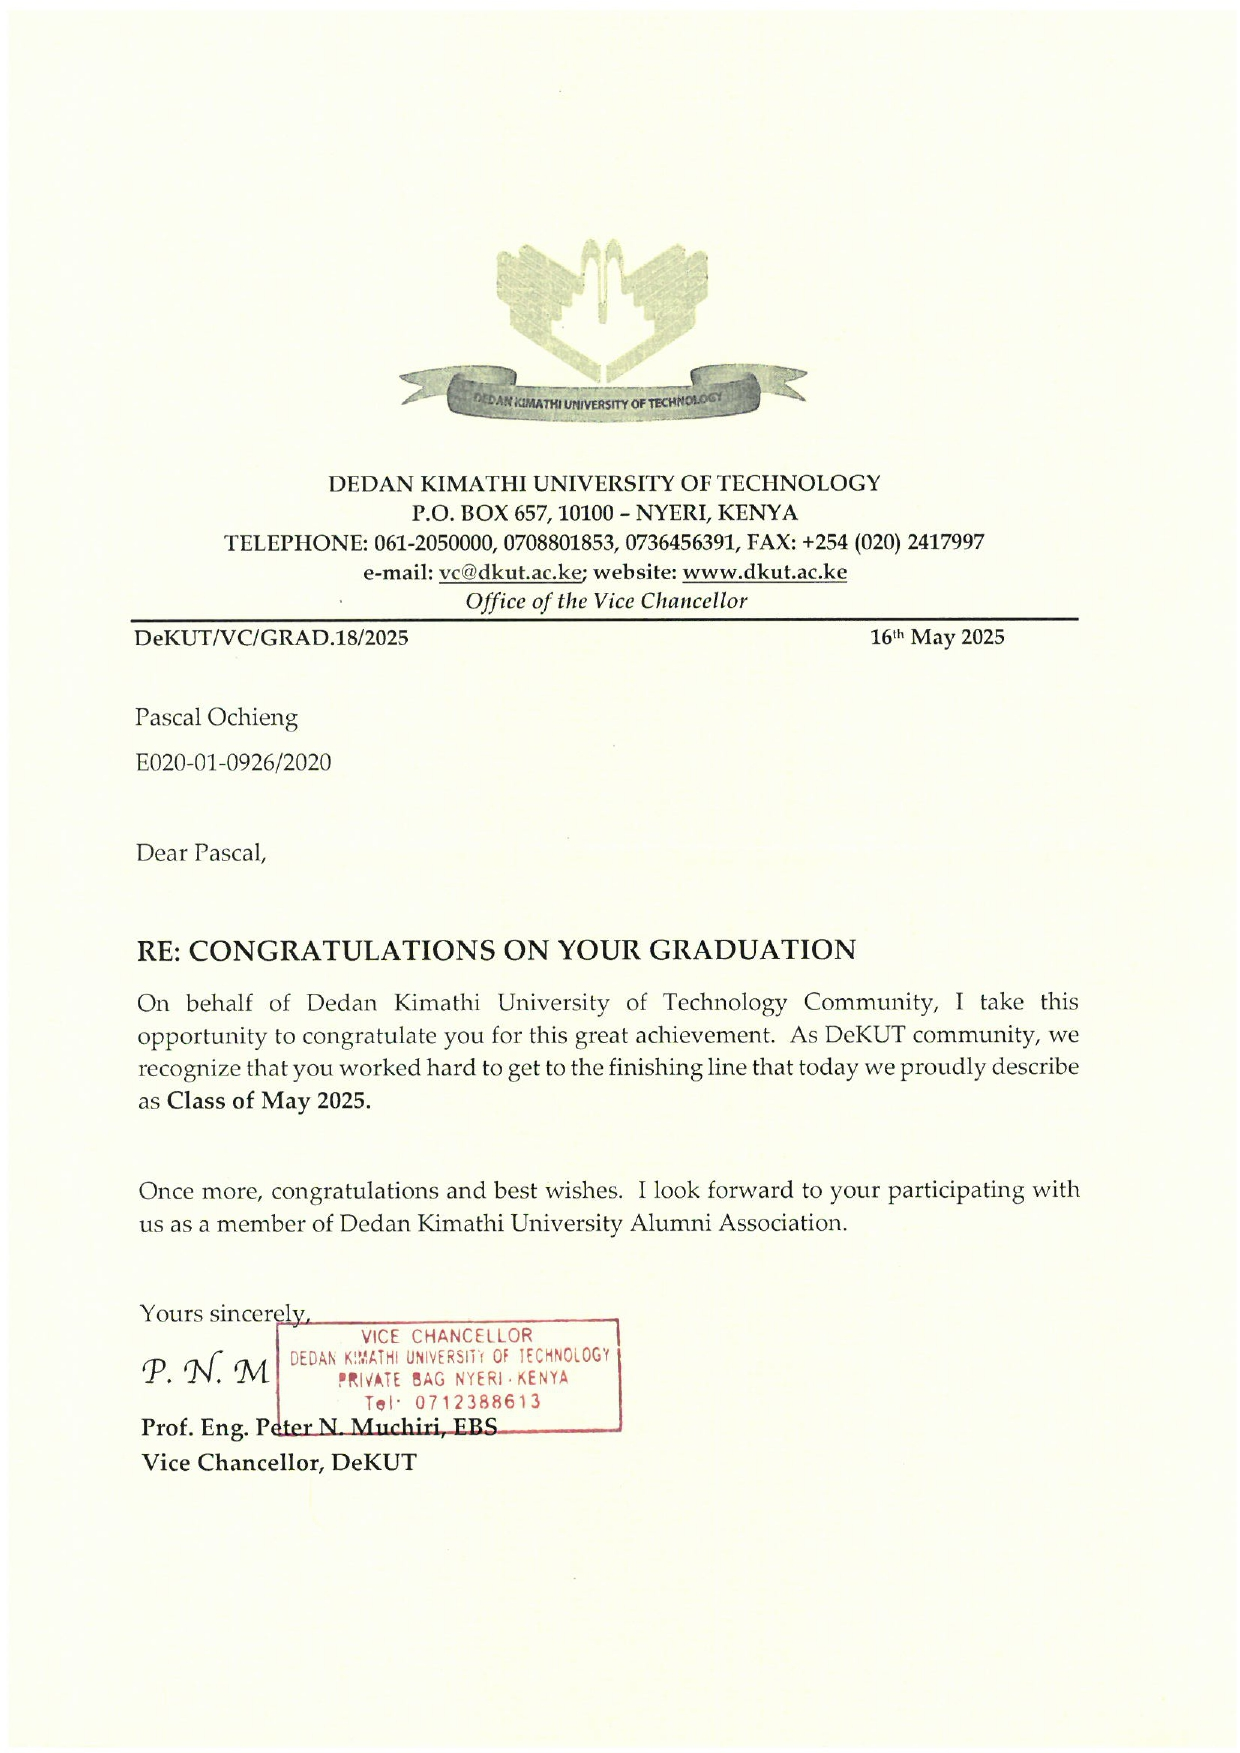 DEDAN KIMATHI UNIVERSITY OF TECHNOLOGY
DEDAN KIMATHI UNIVERSITY OF TECHNOLOGY
P.O. BOX 657, 10100 – NYERI, KENYA
TELEPHONE: 061-2050000, 0708801853, 0736456391, FAX: +254 (020) 2417997
e-mail: vc@dkut.ac.ke; website: www.dkut.ac.ke
Office of the Vice Chancellor
DeKUT/VC/GRAD.18/2025 16th May 2025
Pascal Ochieng
E020-01-0926/2020
Dear Pascal,
RE: CONGRATULATIONS ON YOUR GRADUATION
On behalf of Dedan Kimathi University of Technology Community, I take this
opportunity to congratulate you for this great achievement. As DeKUT community, we
recognize that you worked hard to get to the finishing line that today we proudly describe
as Class of May 2025.
Once more, congratulations and best wishes. I look forward to your participating with
us as a member of Dedan Kimathi University Alumni Association.
Yours sincerely,
VICE CHANCELLOR
DEDAN KIMATHI UNIVERSITY OF TECHNOLOGY
PRIVATE BAG NYERI - KENYA
Tel: 0712388613
P. N. M
Prof. Eng. Peter N. Muchiri, EBS
Vice Chancellor, DeKUT